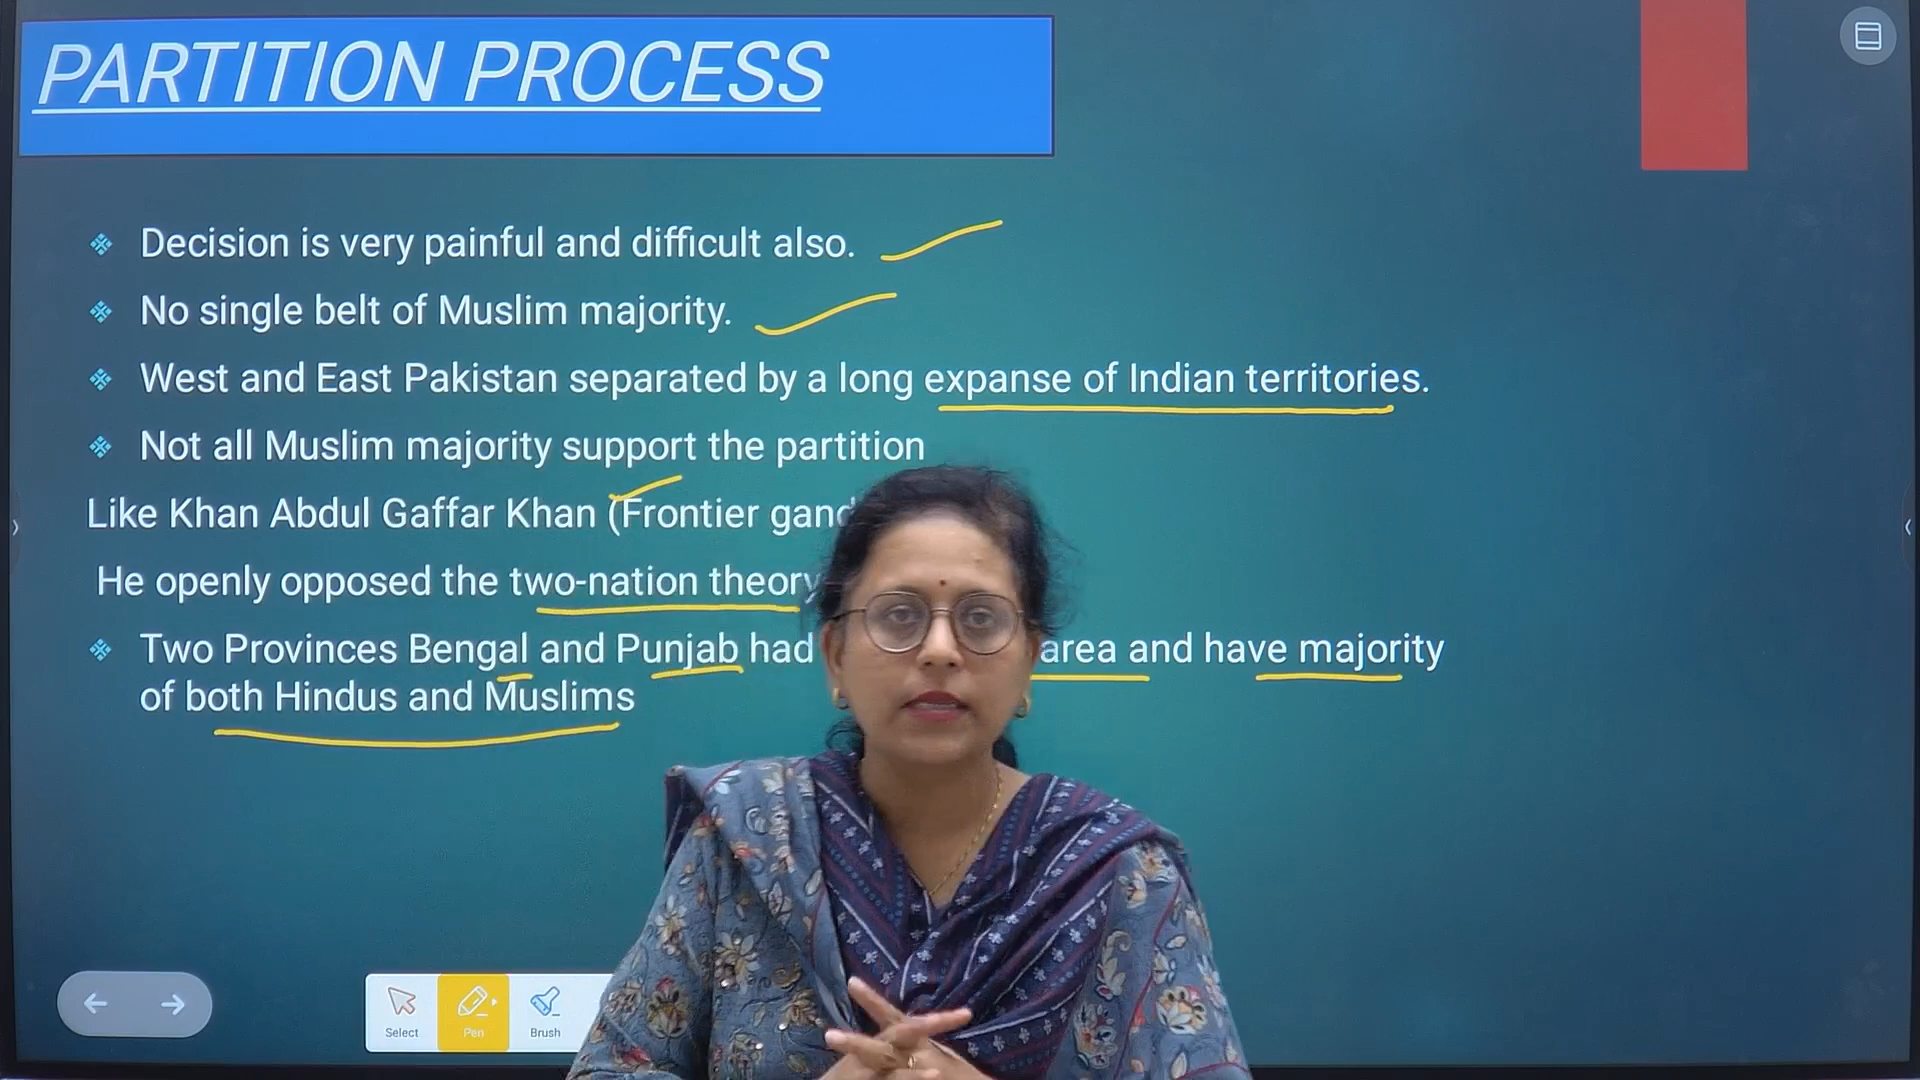 PARTITION PROCESS
Decision is very painful and difficult also.
No single belt of Muslim majority.
West and East Pakistan separated by a long expanse of Indian territories.
Not all Muslim majority support the partition
Like Khan Abdul Gaffar Khan (Frontier
He openly opposed the two-nation theory
Two Provinces Bengal and Punjab had area and have majority
of both Hindus and Muslims
Select Pen Brush